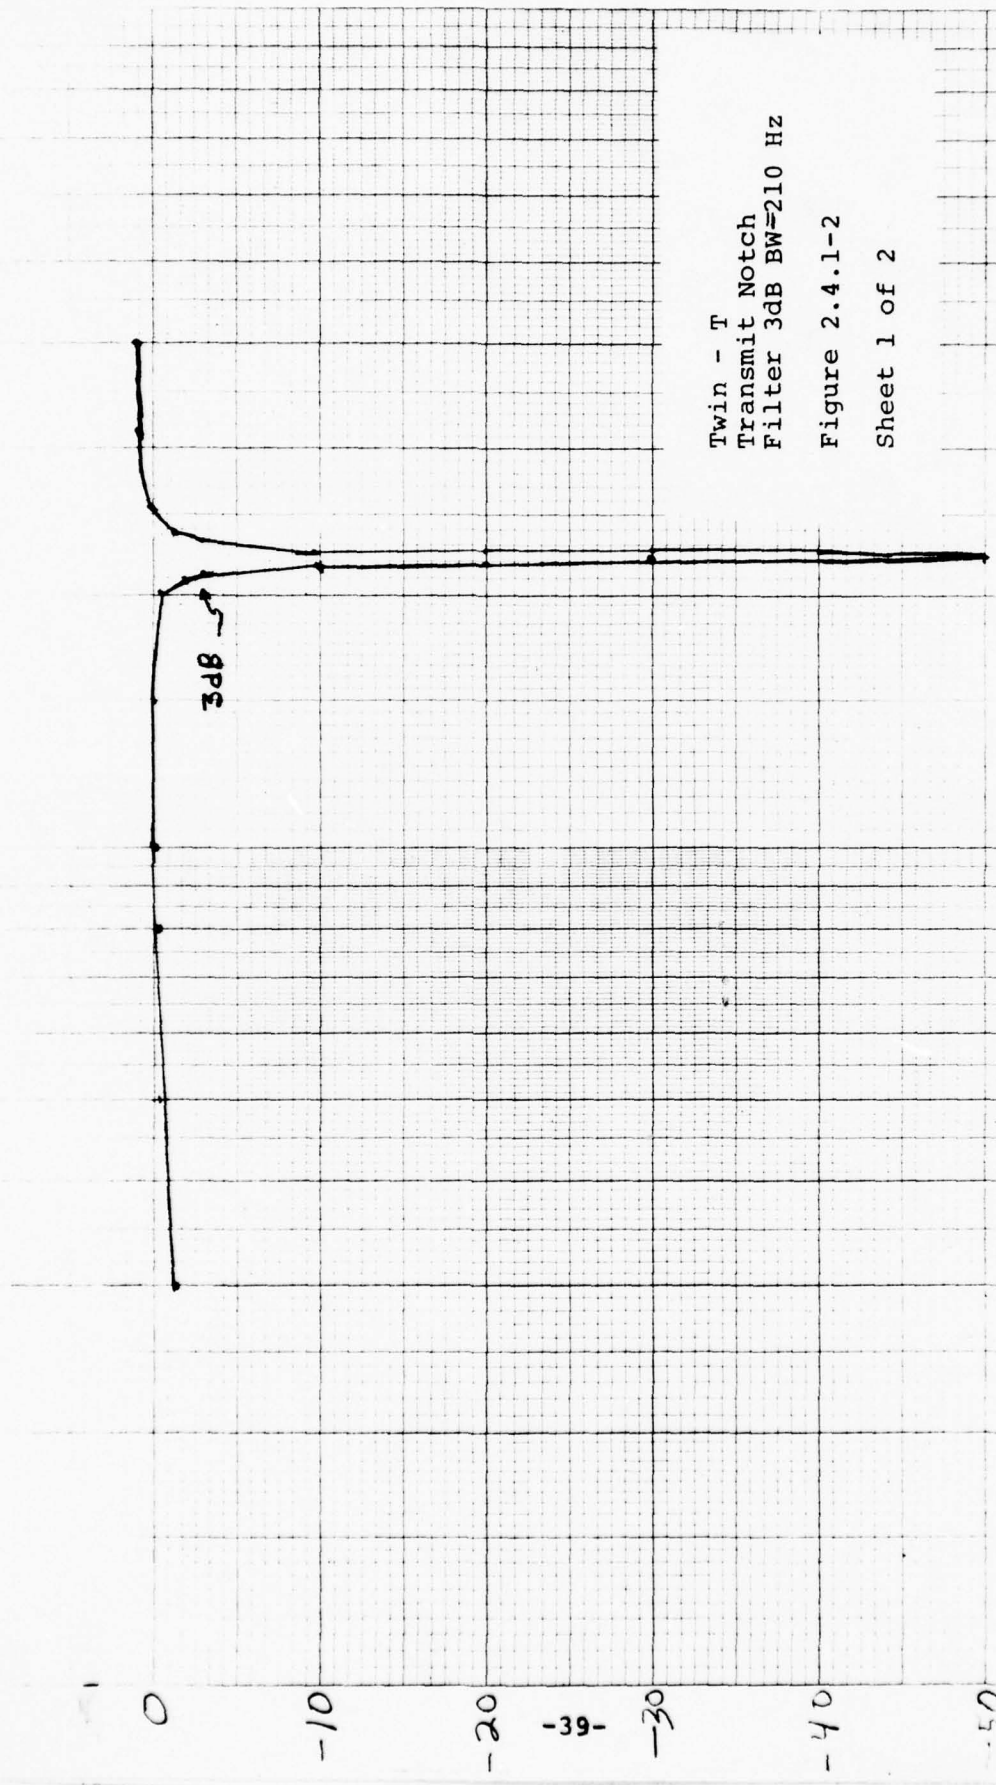 0
-10
-20
-30
-40
-50
3dB
Twin - T
Transmit Notch
Filter 3dB BW=210 Hz
Figure 2.4.1-2
Sheet 1 of 2
-39-